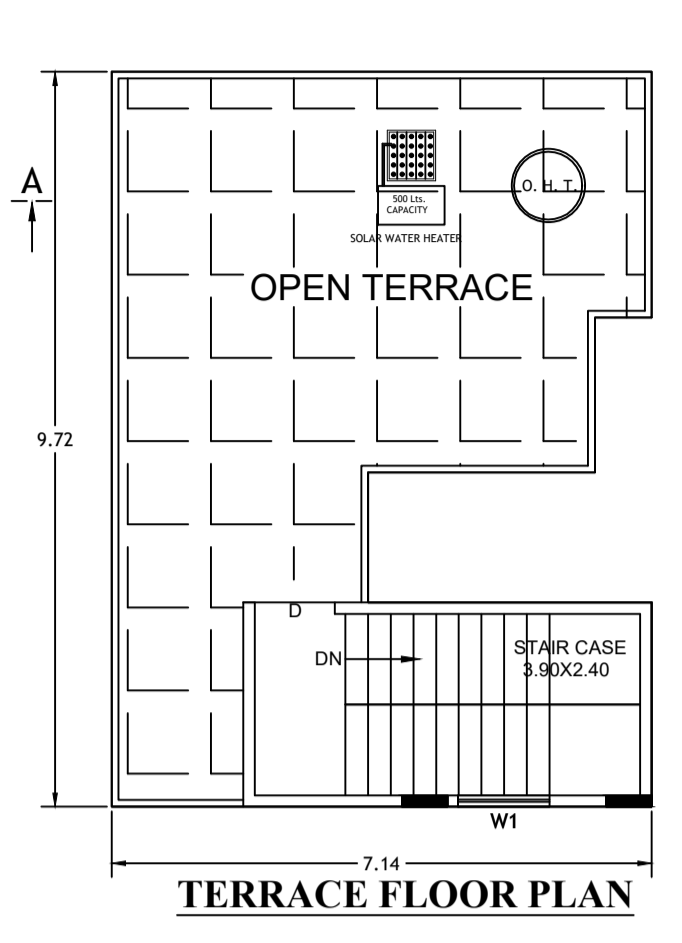 A
500 Lts.
CAPACITY
O. H. T.
SOLAR WATER HEATER
OPEN TERRACE
9.72
D
DN
STAIR CASE
3.90X2.40
W1
7.14
TERRACE FLOOR PLAN